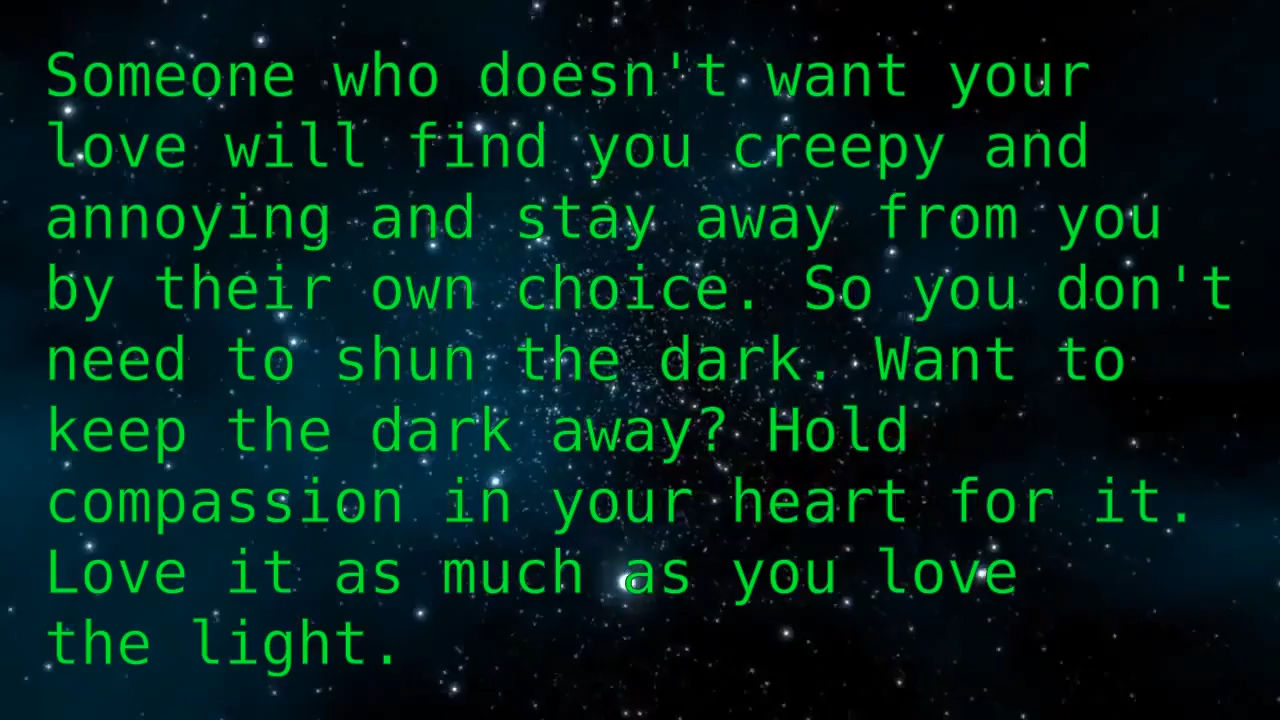 Someone who doesn't want your
love will find you creepy and
annoying and stay away from you
by their own choice. So you don't
need to shun the dark. Want to
keep the dark away? Hold
compassion in your heart for it.
Love it as much as you love
the light.